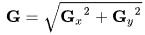 𝐆 = √(𝐆ₓ² + 𝐆ᵧ²)